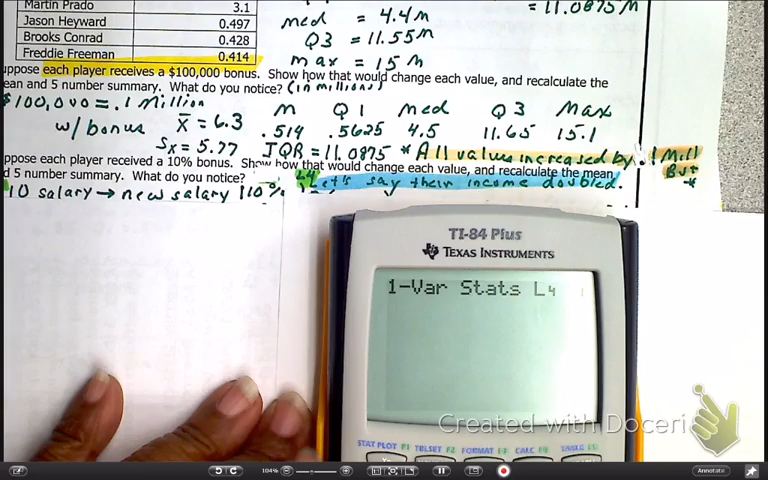 Martin Prado 3.1
Jason Heyward 0.497
Brooks Conrad 0.428
Freddie Freeman 0.414
med = 4.4m
Q3 = 11.55m
max = 15m
= 11.0875m
uppose each player receives a $100,000 bonus. Show how that would change each value, and recalculate the
ean and 5 number summary. What do you notice? (in millions)
$100,000 = .1 million
w/ bonus x̄ = 6.3
Sx = 5.77
m Q1 med Q3 Max
.514 .5625 4.5 11.65 15.1
IQR = 11.0875 * All values increased by .1 Mill
But
*
ppose each player received a 10% bonus. Show how that would change each value, and recalculate the mean
d 5 number summary. What do you notice? L4 Let's say their income doubled.
10 salary → new salary 110%
TI-84 Plus
TEXAS INSTRUMENTS
1-Var Stats L4
Created with Doceri
STAT PLOT F1 TBLSET F2 FORMAT F3 CALC F4 TABLE F5
104%
Annotate